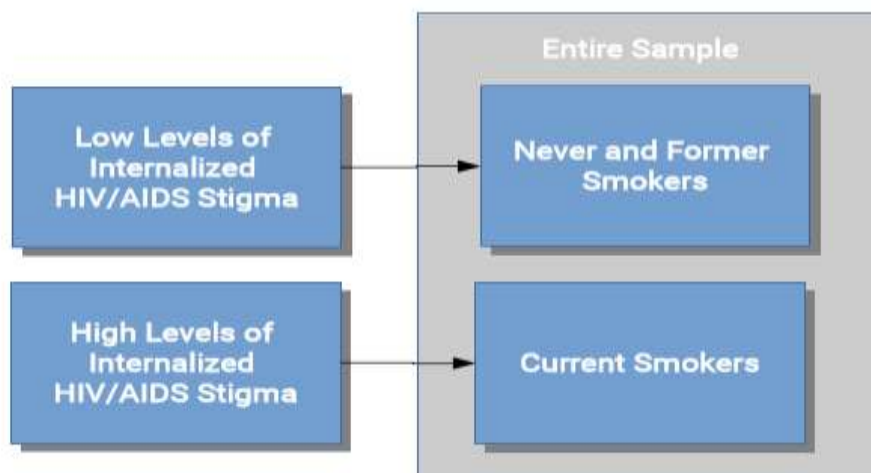 Entire Sample
Low Levels of
Internalized
HIV/AIDS Stigma
Never and Former
Smokers
High Levels of
Internalized
HIV/AIDS Stigma
Current Smokers